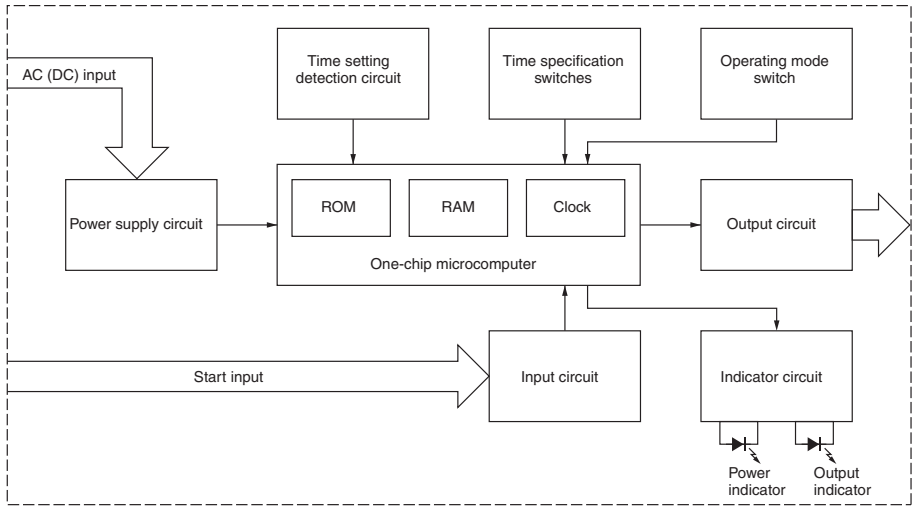 AC (DC) input
Time setting
detection circuit
Time specification
switches
Operating mode
switch
Power supply circuit
ROM
RAM
Clock
One-chip microcomputer
Output circuit
Start input
Input circuit
Indicator circuit
Power
indicator
Output
indicator